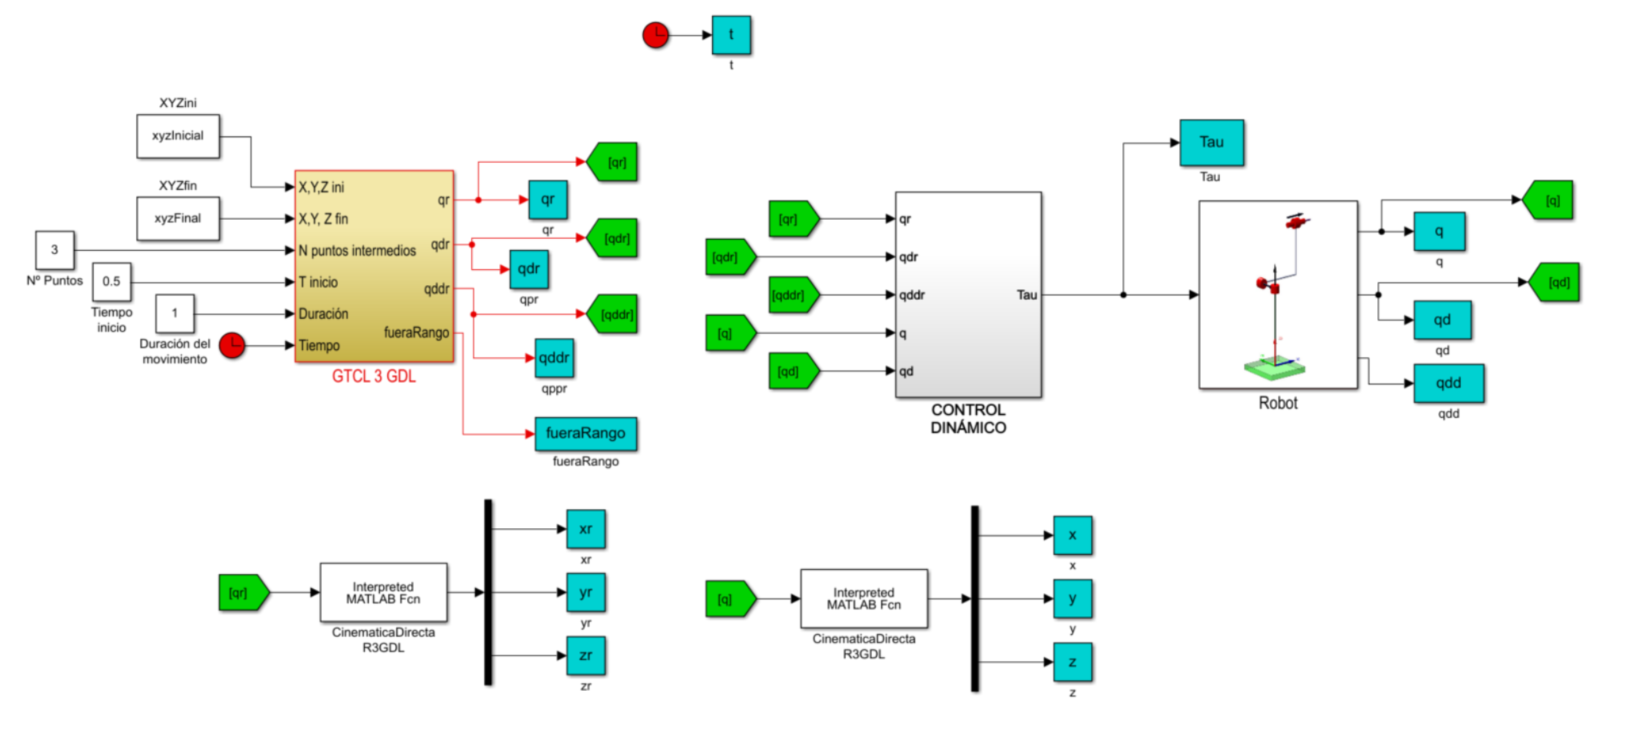 t
t
XYZini
xyzInicial
XYZfin
xyzFinal
3
Nº Puntos
0.5
Tiempo
inicio
1
Duración del
movimiento
X,Y,Z ini
X,Y, Z fin
N puntos intermedios
T inicio
Duración
Tiempo
qr
qdr
qddr
fueraRango
GTCL 3 GDL
[qr]
qr
qr
[qdr]
qdr
qpr
[qddr]
qddr
qppr
fueraRango
fueraRango
[qr]
[qdr]
[qddr]
[q]
[qd]
qr
qdr
qddr
q
qd
Tau
CONTROL
DINÁMICO
Tau
Tau
Robot
[q]
q
q
[qd]
qd
qd
qdd
qdd
[qr]
Interpreted
MATLAB Fcn
CinematicaDirecta
R3GDL
xr
xr
yr
yr
zr
zr
[q]
Interpreted
MATLAB Fcn
CinematicaDirecta
R3GDL
x
x
y
y
z
z